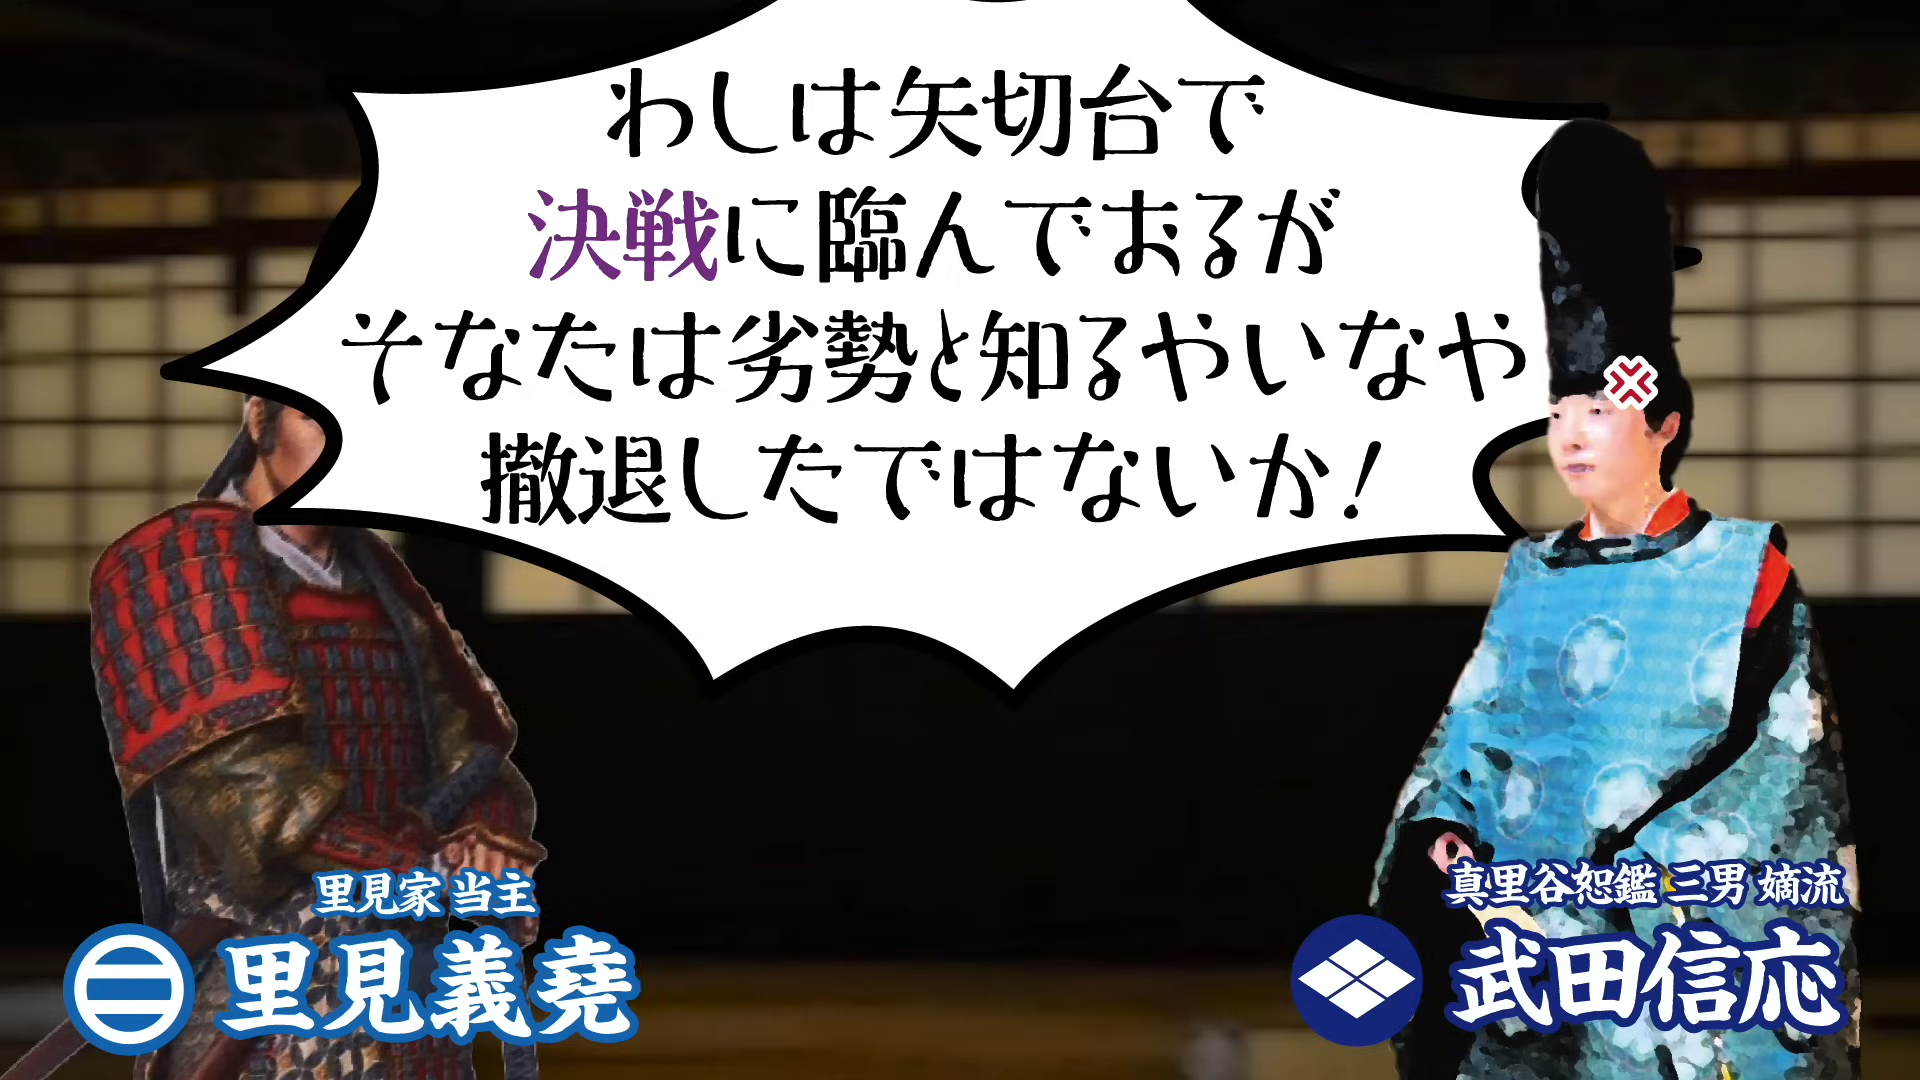 わしは矢切台で
決戦に臨んでおるが
そなたは劣勢と知るやいなや
撤退したではないか!
里見家 当主
里見義堯
真里谷恕鑑 三男 嫡流
武田信応